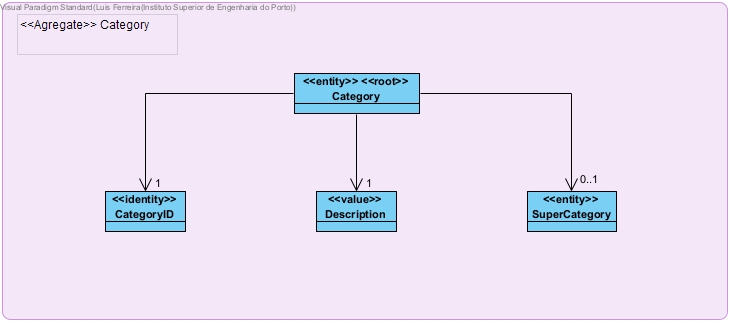 Visual Paradigm Standard(Luis Ferreira(Instituto Superior de Engenharia do Porto))
<<Agregate>> Category
<<entity>> <<root>>
Category
1
1
0..1
<<identity>>
CategoryID
<<value>>
Description
<<entity>>
SuperCategory